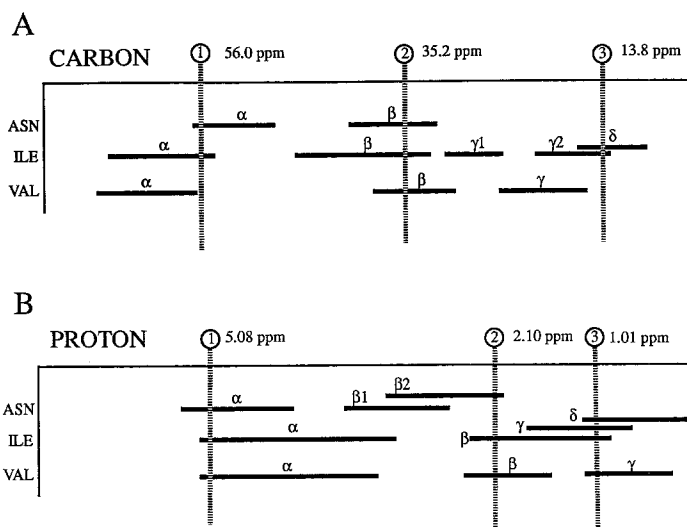 A
CARBON
1 56.0 ppm 2 35.2 ppm 3 13.8 ppm
ASN α β
ILE α β γ1 γ2 δ
VAL α β γ
B
PROTON
1 5.08 ppm 2 2.10 ppm 3 1.01 ppm
ASN α β1 β2
ILE α β γ δ
VAL α β γ